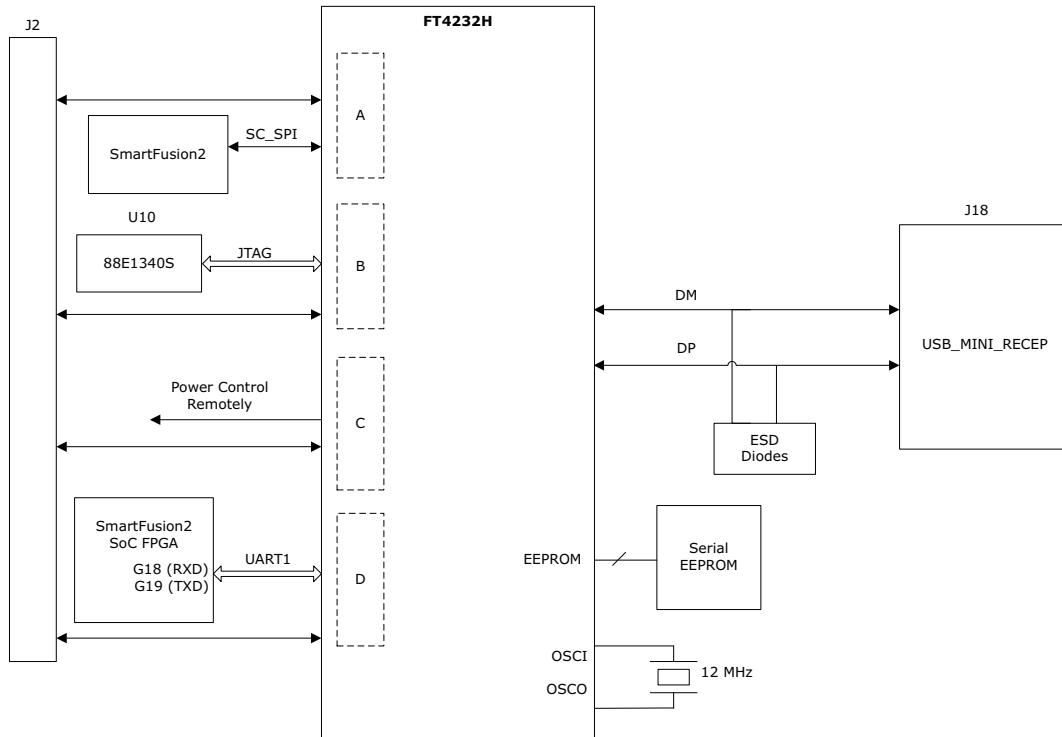 FT4232H
J2
A
SC_SPI
SmartFusion2
U10
88E1340S
JTAG
B
J18
DM
DP
USB_MINI_RECEP
Power Control
Remotely
C
ESD
Diodes
SmartFusion2
SoC FPGA
G18 (RXD)
G19 (TXD)
UART1
D
EEPROM
Serial
EEPROM
OSCI
OSCO
12 MHz